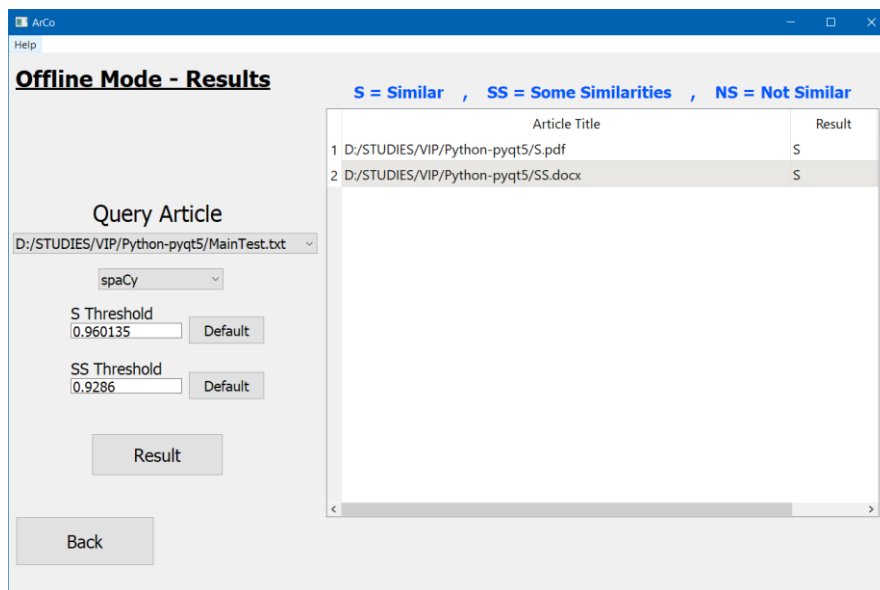 ArCo
Help
Offline Mode - Results
S = Similar , SS = Some Similarities , NS = Not Similar
Article Title Result
1 D:/STUDIES/VIP/Python-pyqt5/S.pdf S
2 D:/STUDIES/VIP/Python-pyqt5/SS.docx S
Query Article
D:/STUDIES/VIP/Python-pyqt5/MainTest.txt
spaCy
S Threshold
0.960135 Default
SS Threshold
0.9286 Default
Result
Back